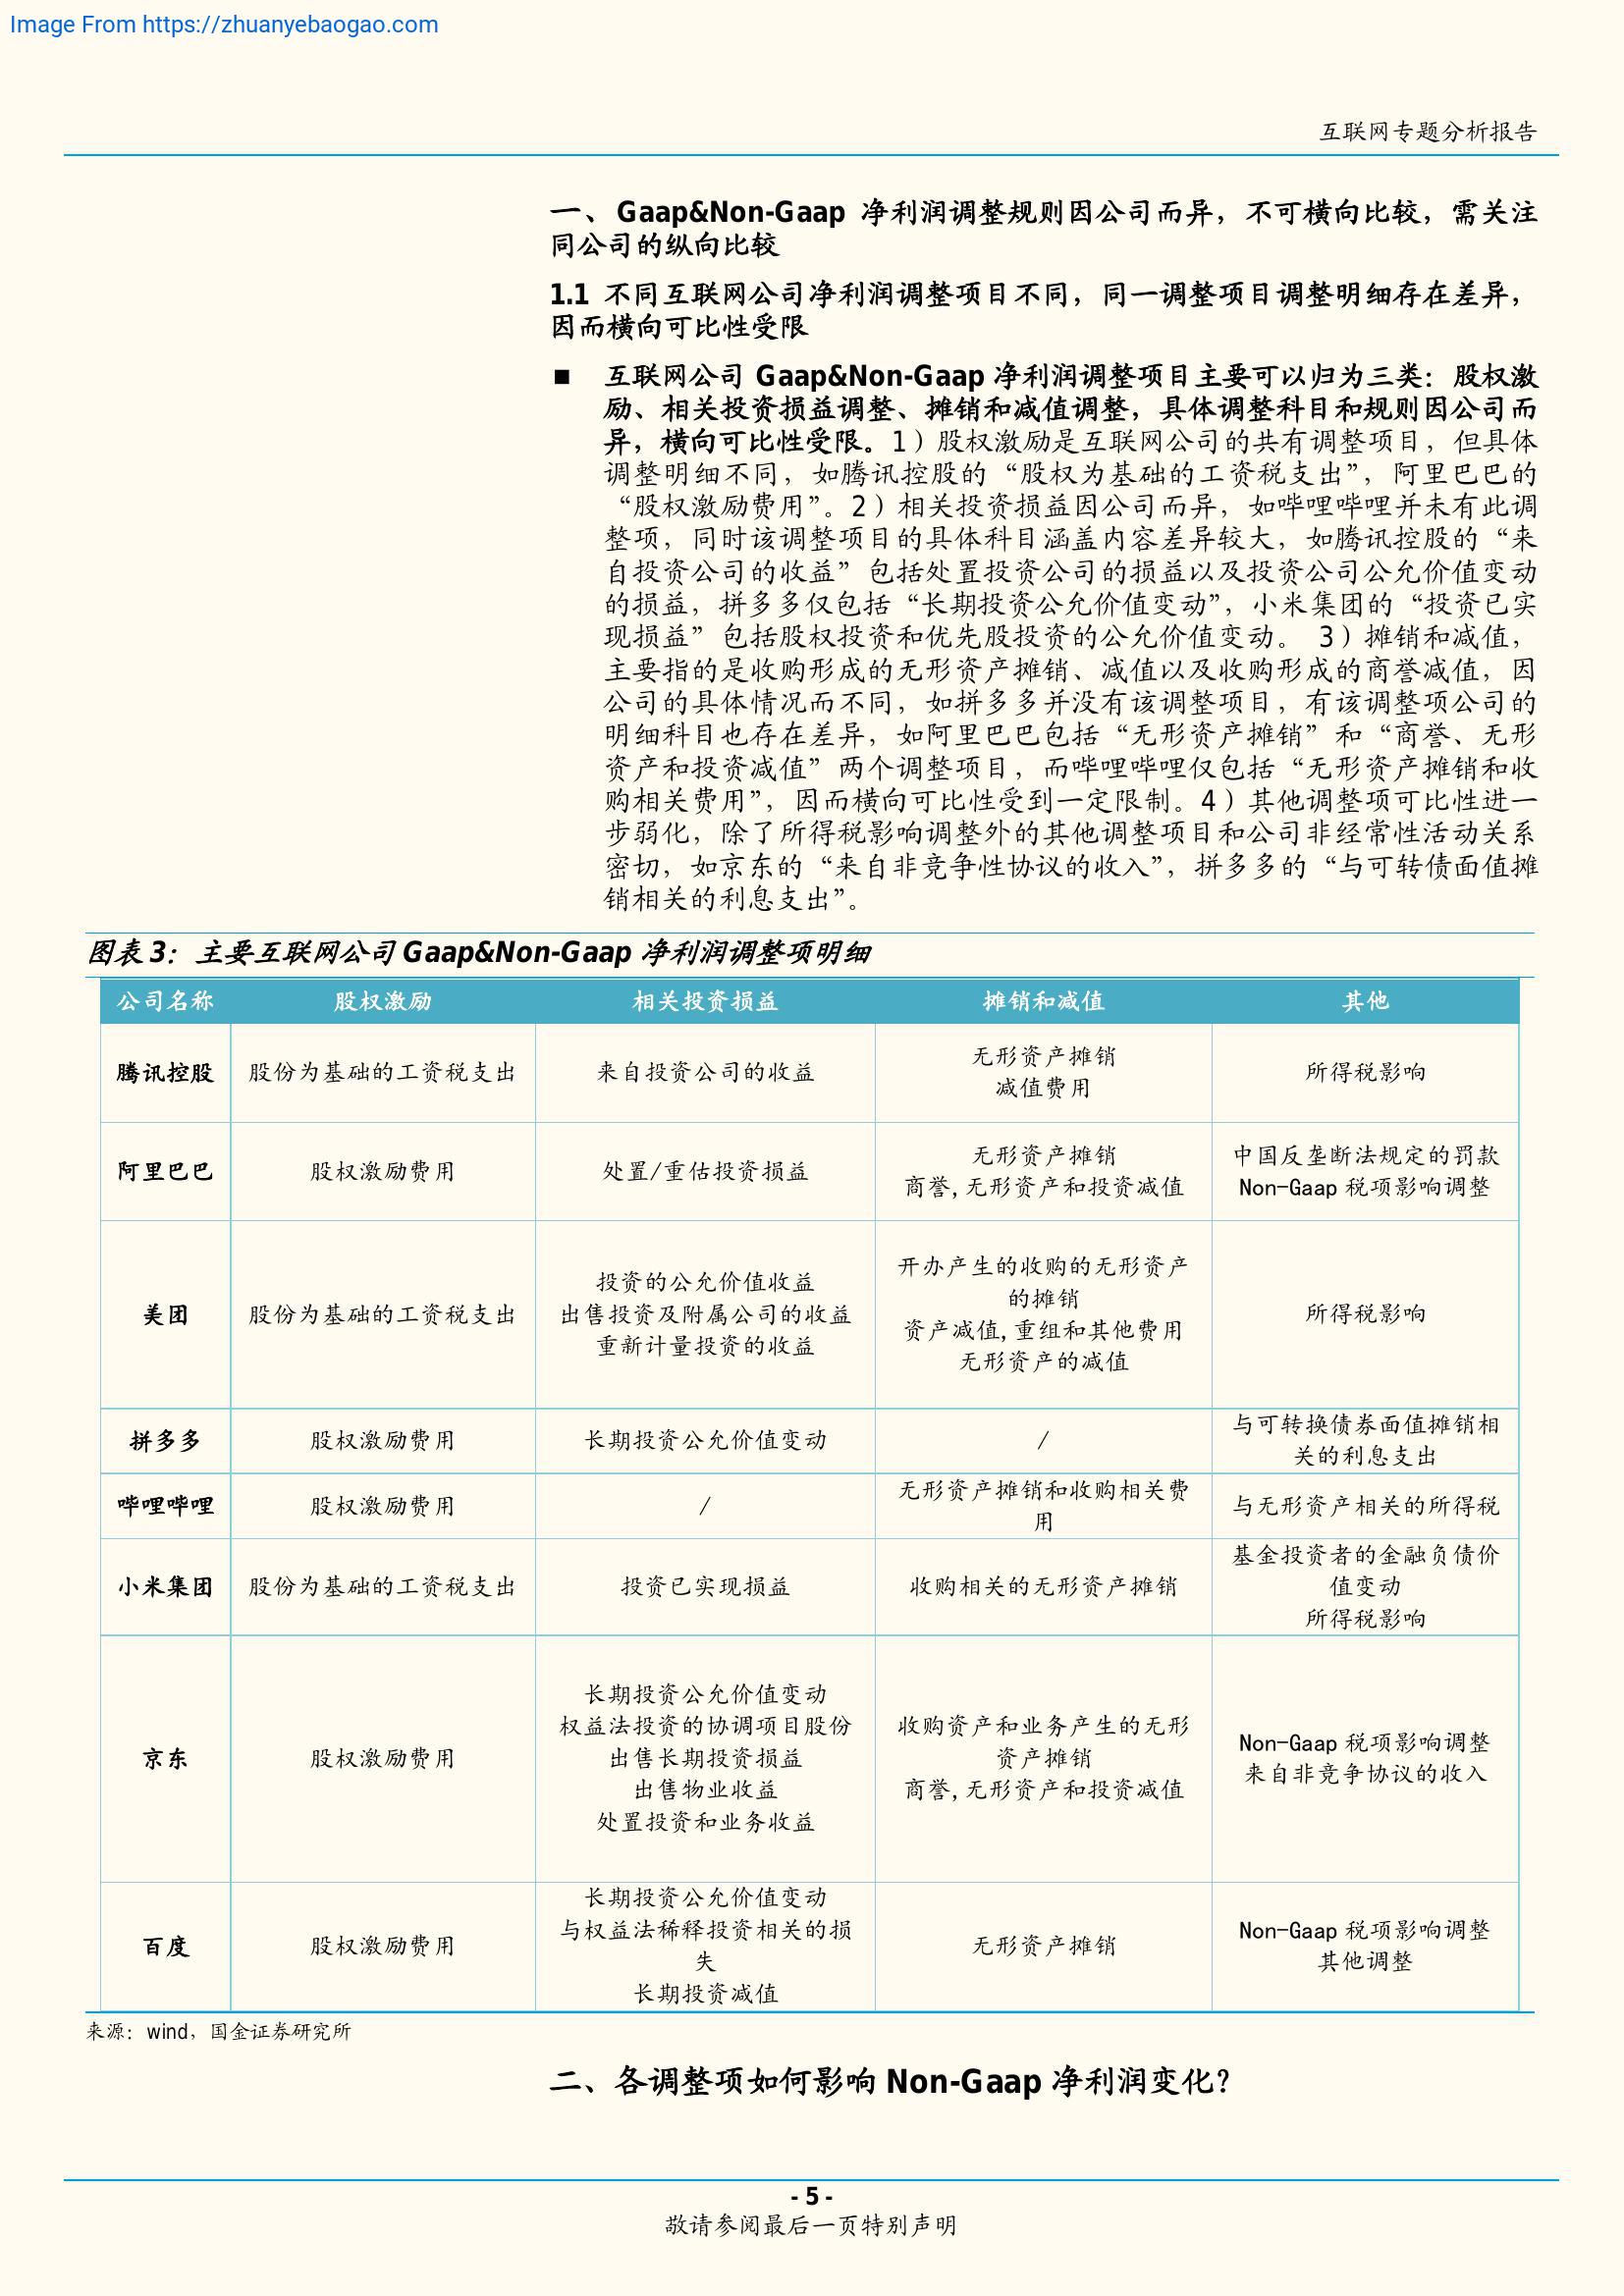 Image From https://zhuanyebaogao.com
互联网专题分析报告
一、Gaap&Non-Gaap 净利润调整规则因公司而异，不可横向比较，需关注
同公司的纵向比较
1.1 不同互联网公司净利润调整项目不同，同一调整项目调整明细存在差异，
因而横向可比性受限
■ 互联网公司 Gaap&Non-Gaap 净利润调整项目主要可以归为三类：股权激
励、相关投资损益调整、摊销和减值调整，具体调整科目和规则因公司而
异，横向可比性受限。1）股权激励是互联网公司的共有调整项目，但具体
调整明细不同，如腾讯控股的“股权为基础的工资税支出”，阿里巴巴的
“股权激励费用”。2）相关投资损益因公司而异，如哔哩哔哩并未有此调
整项，同时该调整项目的具体科目涵盖内容差异较大，如腾讯控股的“来
自投资公司的收益”包括处置投资公司的损益以及投资公司公允价值变动
的损益，拼多多仅包括“长期投资公允价值变动”，小米集团的“投资已实
现损益”包括股权投资和优先股投资的公允价值变动。 3）摊销和减值，
主要指的是收购形成的无形资产摊销、减值以及收购形成的商誉减值，因
公司的具体情况而不同，如拼多多并没有该调整项目，有该调整项公司的
明细科目也存在差异，如阿里巴巴包括“无形资产摊销”和“商誉、无形
资产和投资减值”两个调整项目，而哔哩哔哩仅包括“无形资产摊销和收
购相关费用”，因而横向可比性受到一定限制。4）其他调整项可比性进一
步弱化，除了所得税影响调整外的其他调整项目和公司非经常性活动关系
密切，如京东的“来自非竞争性协议的收入”，拼多多的“与可转债面值摊
销相关的利息支出”。
图表 3：主要互联网公司 Gaap&Non-Gaap 净利润调整项明细
公司名称 股权激励 相关投资损益 摊销和减值 其他
腾讯控股 股份为基础的工资税支出 来自投资公司的收益
无形资产摊销
减值费用
所得税影响
阿里巴巴 股权激励费用 处置/重估投资损益
无形资产摊销
商誉,无形资产和投资减值
中国反垄断法规定的罚款
Non-Gaap 税项影响调整
美团 股份为基础的工资税支出
投资的公允价值收益
出售投资及附属公司的收益
重新计量投资的收益
开办产生的收购的无形资产
的摊销
资产减值,重组和其他费用
无形资产的减值
所得税影响
拼多多 股权激励费用 长期投资公允价值变动 /
与可转换债券面值摊销相
关的利息支出
哔哩哔哩 股权激励费用 /
无形资产摊销和收购相关费
用
与无形资产相关的所得税
小米集团 股份为基础的工资税支出 投资已实现损益 收购相关的无形资产摊销
基金投资者的金融负债价
值变动
所得税影响
京东 股权激励费用
长期投资公允价值变动
权益法投资的协调项目股份
出售长期投资损益
出售物业收益
处置投资和业务收益
收购资产和业务产生的无形
资产摊销
商誉,无形资产和投资减值
Non-Gaap 税项影响调整
来自非竞争协议的收入
百度 股权激励费用
长期投资公允价值变动
与权益法稀释投资相关的损
失
长期投资减值
无形资产摊销
Non-Gaap 税项影响调整
其他调整
来源：wind，国金证券研究所
二、各调整项如何影响 Non-Gaap 净利润变化？
- 5 -
敬请参阅最后一页特别声明